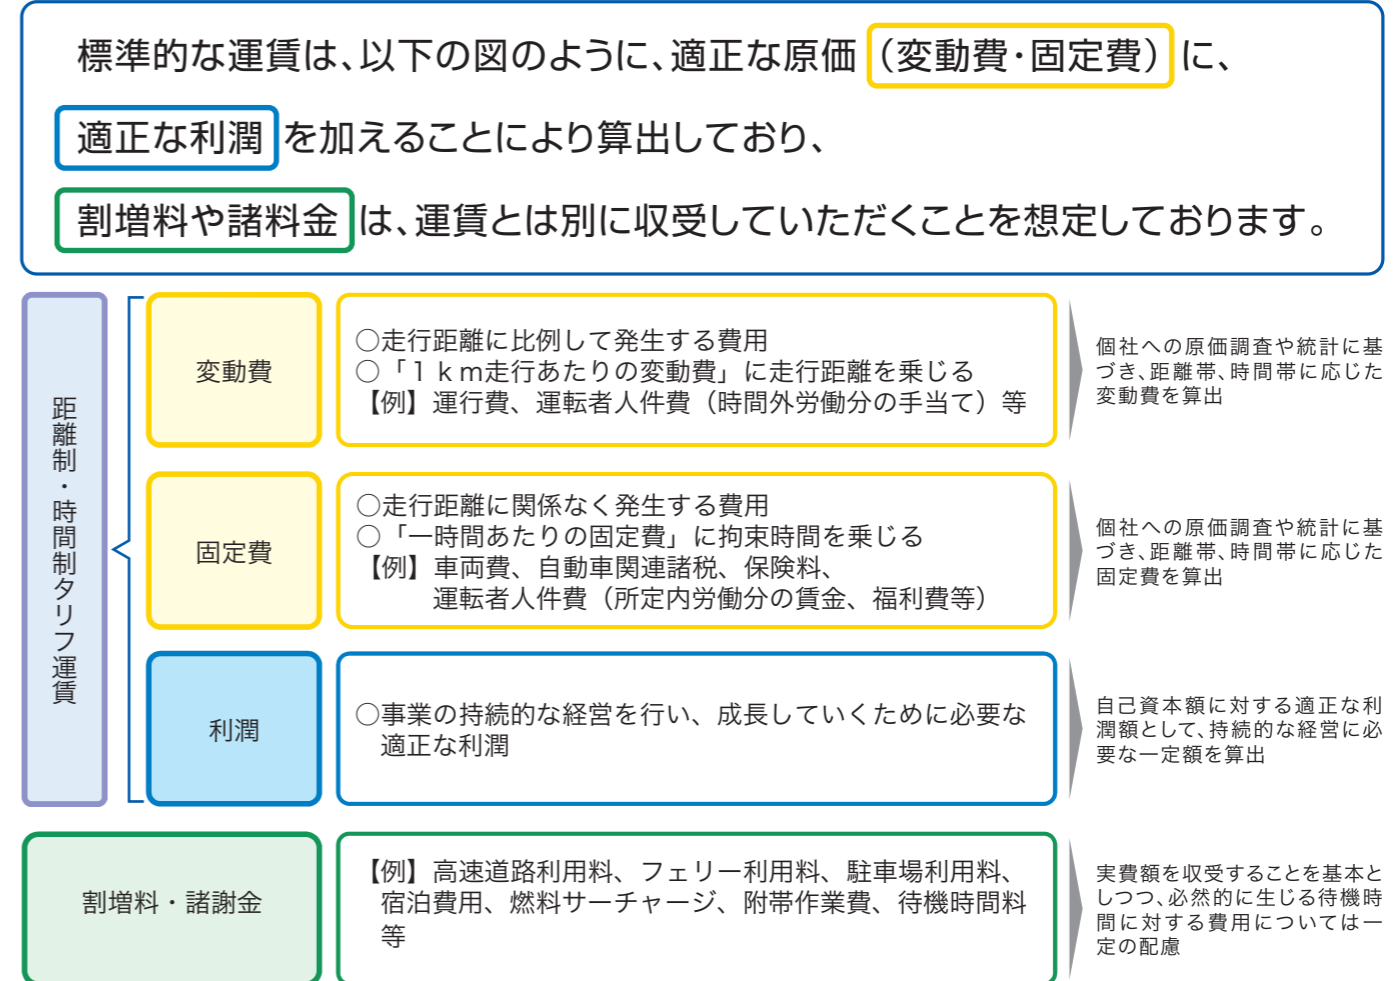 標準的な運賃は、以下の図のように、適正な原価（変動費・固定費）に、
適正な利潤を加えることにより算出しており、
割増料や諸料金は、運賃とは別に収受していただくことを想定しております。
距離制・時間制タリフ運賃
変動費
○走行距離に比例して発生する費用
○「１ｋｍ走行あたりの変動費」に走行距離を乗じる
【例】運行費、運転者人件費（時間外労働分の手当て）等
個社への原価調査や統計に基
づき、距離帯、時間帯に応じた
変動費を算出
固定費
○走行距離に関係なく発生する費用
○「一時間あたりの固定費」に拘束時間を乗じる
【例】車両費、自動車関連諸税、保険料、
運転者人件費（所定内労働分の賃金、福利費等）
個社への原価調査や統計に基
づき、距離帯、時間帯に応じた
固定費を算出
利潤
○事業の持続的な経営を行い、成長していくために必要な
適正な利潤
自己資本額に対する適正な利
潤額として、持続的な経営に必
要な一定額を算出
割増料・諸謝金
【例】高速道路利用料、フェリー利用料、駐車場利用料、
宿泊費用、燃料サーチャージ、附帯作業費、待機時間料
等
実費額を収受することを基本と
しつつ、必然的に生じる待機時
間に対する費用については一
定の配慮